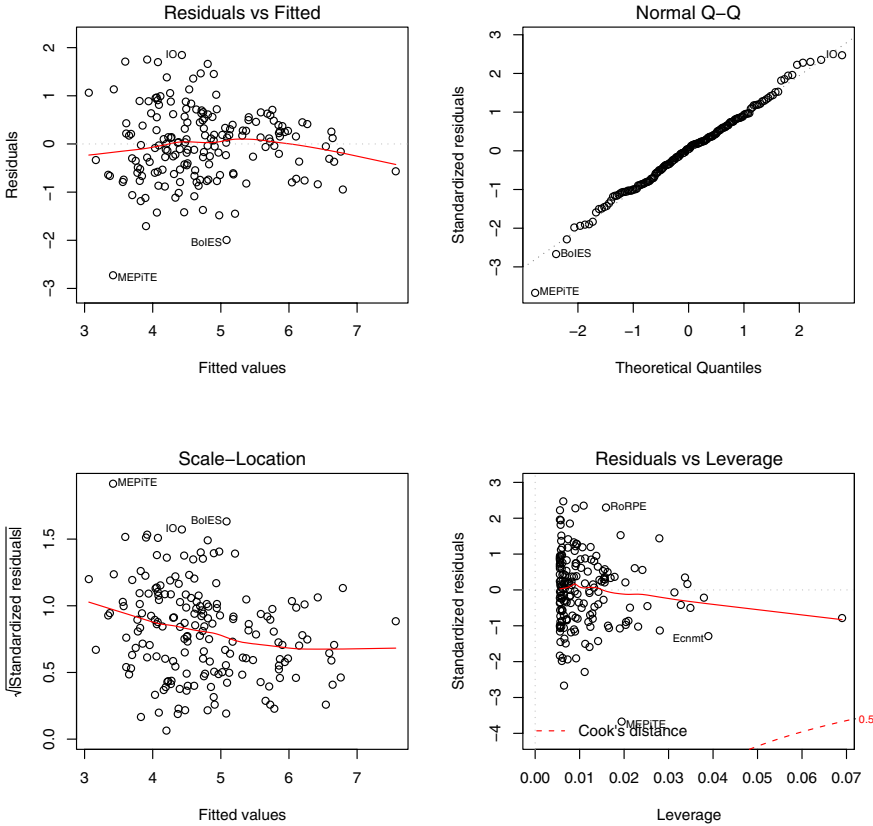 Residuals vs Fitted
Residuals
2
1
0
−1
−2
−3
IO
BoIES
MEPiTE
3 4 5 6 7
Fitted values
Normal Q−Q
Standardized residuals
3
2
1
0
−1
−2
−3
IO
BoIES
MEPiTE
−2 −1 0 1 2
Theoretical Quantiles
Scale−Location
√|Standardized residuals|
1.5
1.0
0.5
0.0
MEPiTE
BoIES
IO
3 4 5 6 7
Fitted values
Residuals vs Leverage
Standardized residuals
3
2
1
0
−1
−2
−3
−4
RoRPE
Ecnmt
MEPiTE
Cook's distance
0.5
0.00 0.01 0.02 0.03 0.04 0.05 0.06 0.07
Leverage